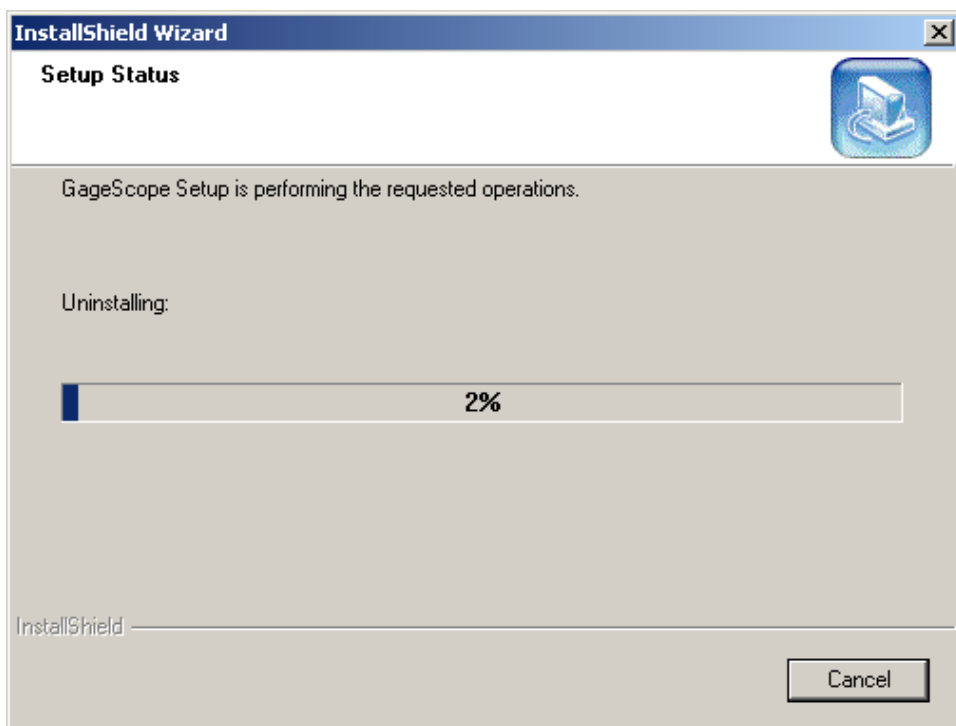 InstallShield Wizard
Setup Status
GageScope Setup is performing the requested operations.
Uninstalling:
2%
InstallShield
Cancel